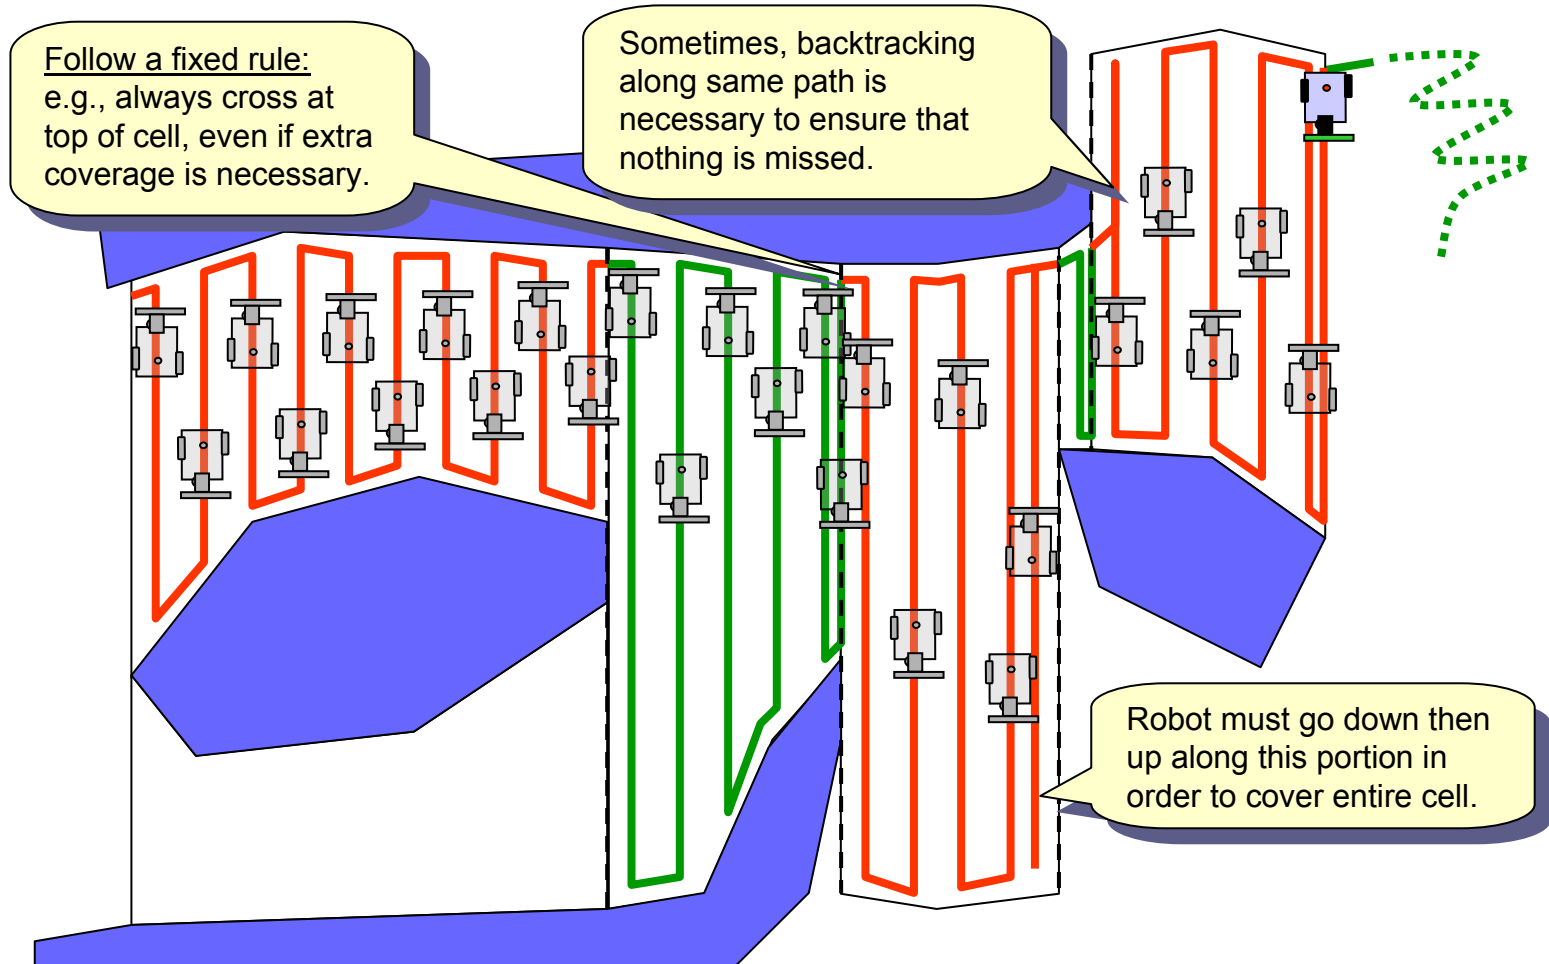 Follow a fixed rule:
e.g., always cross at
top of cell, even if extra
coverage is necessary.
Sometimes, backtracking
along same path is
necessary to ensure that
nothing is missed.
Robot must go down then
up along this portion in
order to cover entire cell.